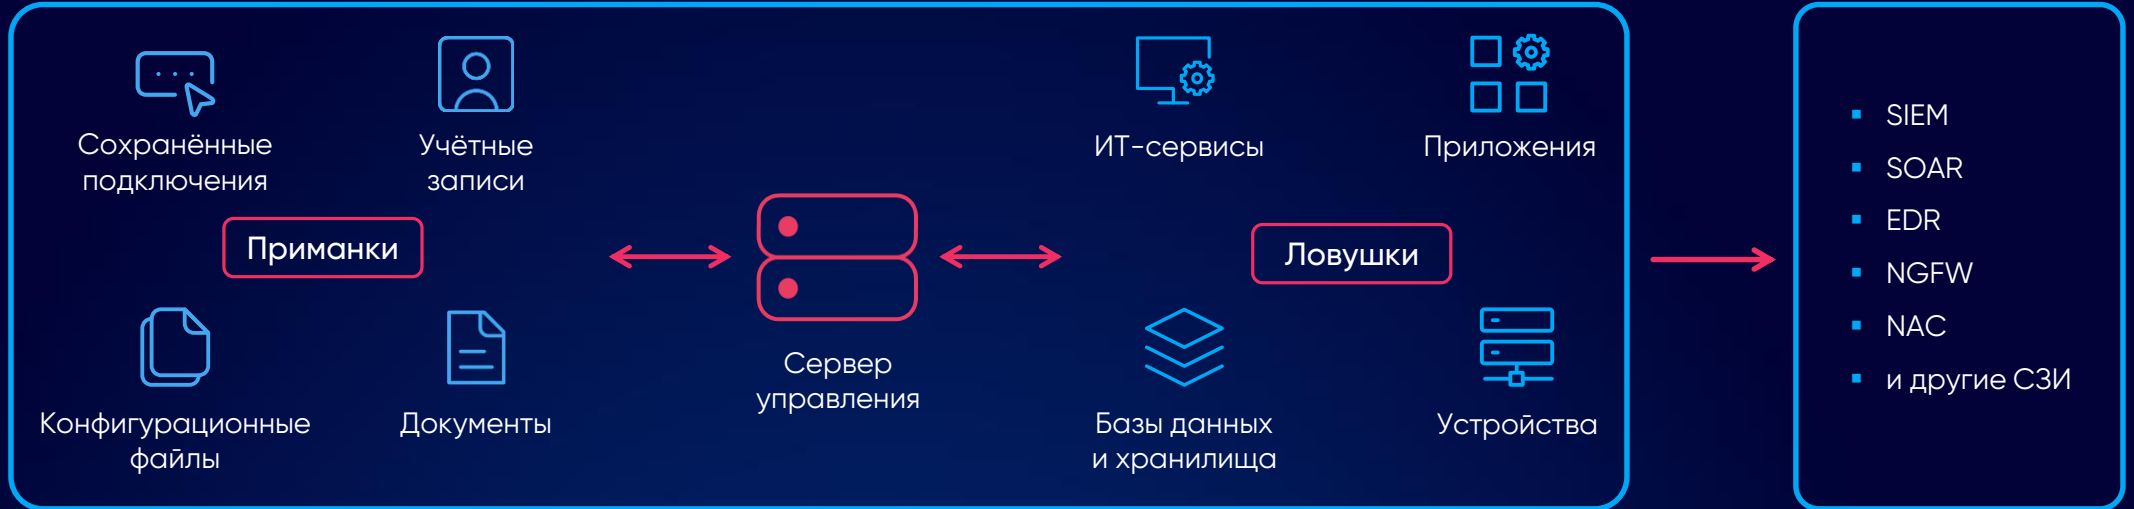 Сохранённые
подключения
Учётные
записи
Приманки
Конфигурационные
файлы
Документы
Сервер
управления
ИТ-сервисы
Приложения
Ловушки
Базы данных
и хранилища
Устройства
SIEM
SOAR
EDR
NGFW
NAC
и другие СЗИ